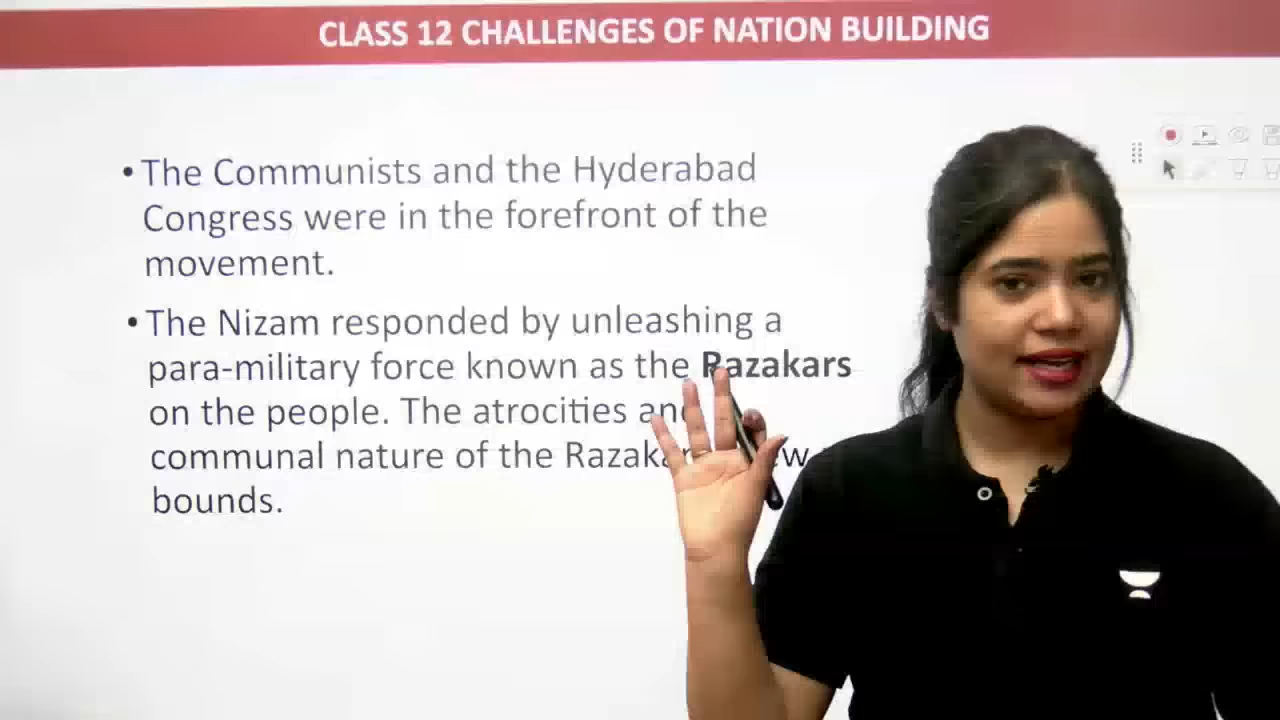 CLASS 12 CHALLENGES OF NATION BUILDING
• The Communists and the Hyderabad
Congress were in the forefront of the
movement.
• The Nizam responded by unleashing a
para-military force known as the Razakars
on the people. The atrocities and
communal nature of the
bounds.